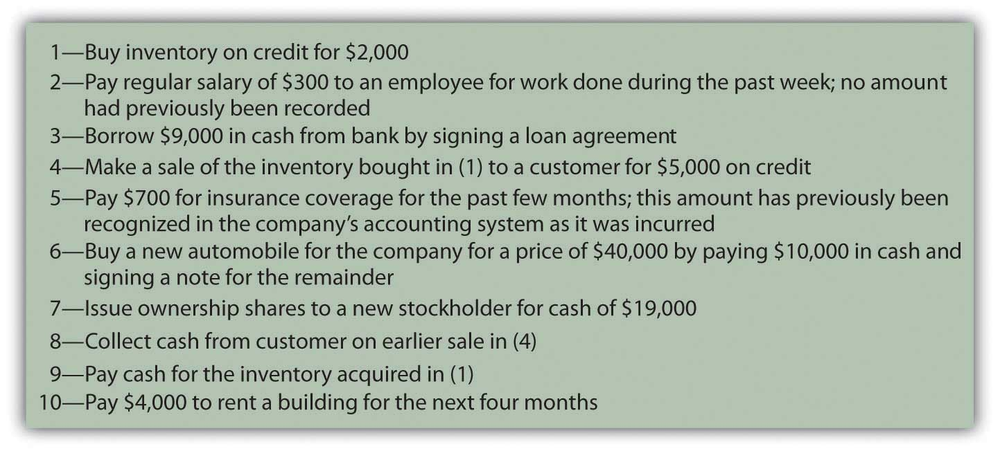 1—Buy inventory on credit for $2,000
2—Pay regular salary of $300 to an employee for work done during the past week; no amount
had previously been recorded
3—Borrow $9,000 in cash from bank by signing a loan agreement
4—Make a sale of the inventory bought in (1) to a customer for $5,000 on credit
5—Pay $700 for insurance coverage for the past few months; this amount has previously been
recognized in the company’s accounting system as it was incurred
6—Buy a new automobile for the company for a price of $40,000 by paying $10,000 in cash and
signing a note for the remainder
7—Issue ownership shares to a new stockholder for cash of $19,000
8—Collect cash from customer on earlier sale in (4)
9—Pay cash for the inventory acquired in (1)
10—Pay $4,000 to rent a building for the next four months